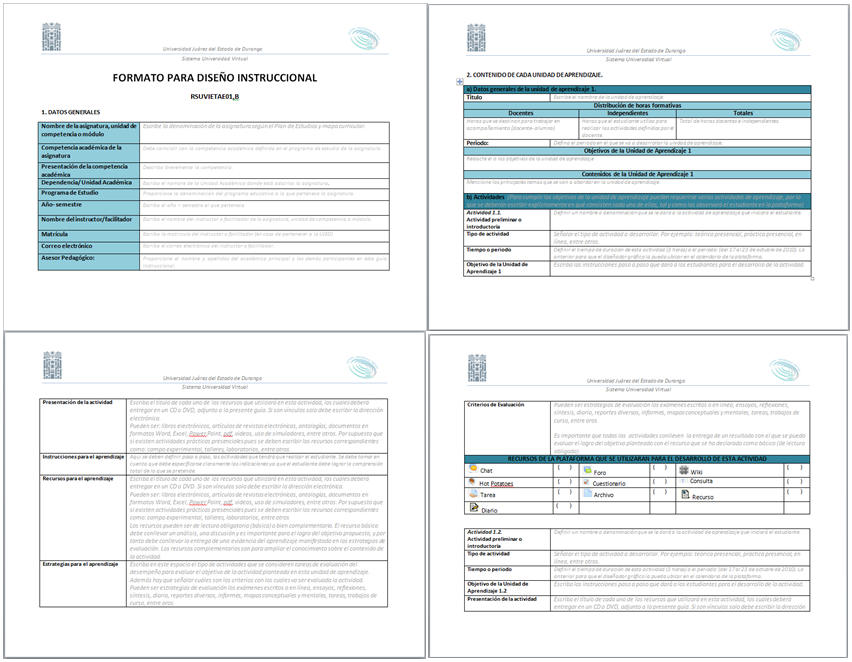 Universidad Juárez del Estado de Durango
Sistema Universidad Virtual
FORMATO PARA DISEÑO INSTRUCCIONAL
RSUVIETAE01,B
1. DATOS GENERALES
Nombre de la asignatura, unidad de competencia o módulo
Escribe la denominación de la asignatura según el Plan de Estudios y mapa curricular.
Competencia académica de la asignatura
Debe coincidir con la competencia académica definida en el programa de estudio de la asignatura.
Presentación de la competencia académica
Describa brevemente la competencia
Dependencia/ Unidad Académica
Escriba el nombre de la Unidad Académica donde está adscrita la asignatura.
Programa de Estudio
Proporcione la denominación del programa educativo a la que pertenece la asignatura.
Año- semestre
Escriba el año – semestre al que pertenece
Nombre del instructor/facilitador
Escriba el nombre del instructor o facilitador de la asignatura, unidad de competencia o módulo.
Matrícula
Escriba la matrícula del instructor o facilitador (en caso de pertenecer a la UJED)
Correo electrónico
Escriba el correo electrónico del instructor o facilitador.
Asesor Pedagógico:
Proporcione el nombre y apellidos del académico principal y los demás participantes en esta guía instruccional.
Universidad Juárez del Estado de Durango
Sistema Universidad Virtual
2. CONTENIDO DE CADA UNIDAD DE APRENDIZAJE.
a) Datos generales de la unidad de aprendizaje 1.
Título
Escribe el nombre de la unidad de aprendizaje
Distribución de horas formativas
Docentes
Independientes
Totales
Horas que se destinan para trabajar en acompañamiento (docente-alumno)
Horas que el estudiante utiliza para realizar las actividades definidas por el docente.
Total de horas docentes e independientes.
Periodo:
Defina el periodo en el que se va a desarrollar la unidad de aprendizaje.
Objetivos de la Unidad de Aprendizaje 1
Redacte el o los objetivos de la unidad de aprendizaje
Contenidos de la Unidad de Aprendizaje 1
Mencione los principales temas que se van a abordar en la unidad de aprendizaje.
b) Actividades (Para cumplir los objetivos de la unidad de aprendizaje pueden requerirse varias actividades de aprendizaje, por lo que se deberán escribir explícitamente en qué consisten cada una de ellas, tal y como las observará el estudiante en la plataforma)
Actividad 1.1.
Actividad preliminar o introductoria
Definir un nombre o denominación que se le dará a la actividad de aprendizaje que iniciará el estudiante.
Tipo de actividad
Señalar el tipo de actividad a desarrollar. Por ejemplo: teórico presencial, práctica presencial, en línea, entre otras.
Tiempo o periodo
Definir el tiempo de duración de esta actividad (3 horas) o el periodo: (del 17 al 23 de octubre de 2010). Lo anterior para que el diseñador gráfico la pueda ubicar en el calendario de la plataforma.
Objetivo de la Unidad de Aprendizaje 1
Escriba las instrucciones paso a paso que dará a los estudiantes para el desarrollo de la actividad.
Universidad Juárez del Estado de Durango
Sistema Universidad Virtual
Presentación de la actividad
Escriba el título de cada uno de los recursos que utilizará en esta actividad, los cuales deberá entregar en un CD o DVD, adjunto a la presente guía. Si son vínculos solo debe escribir la dirección electrónica.
Pueden ser: libros electrónicos, artículos de revistas electrónicos, antologías, documentos en formatos Word, Excel, Power Point, pdf, videos, uso de simuladores, entre otros. Por supuesto que si existen actividades prácticas presenciales pues se deben escribir los recursos correspondientes como: campo experimental, talleres, laboratorios, entre otros.
Instrucciones para el aprendizaje
Aquí se deben definir paso a paso, las actividades que tendrá que realizar el estudiante. Se debe tomar en cuenta que debe especificarse claramente las indicaciones ya que el estudiante debe lograr la comprensión total de lo que se pretende.
Recursos para el aprendizaje
Escriba el título de cada uno de los recursos que utilizará en esta actividad, los cuales deberá entregar en un CD o DVD, adjunto a la presente guía. Si son vínculos solo debe escribir la dirección electrónica.
Pueden ser: libros electrónicos, artículos de revistas electrónicos, antologías, documentos en formatos Word, Excel, Power Point, pdf, videos, uso de simuladores, entre otros. Por supuesto que si existen actividades prácticas presenciales pues se deben escribir los recursos correspondientes como: campo experimental, talleres, laboratorios, entre otros
Los recursos pueden ser de lectura obligatoria (básica) o bien complementaria. El recurso básico debe conllevar un análisis, una discusión y es importante para el logro del objetivo propuesto, y por tanto debe conllevar la entrega de una evidencia del aprendizaje manifestado en las estrategias de evaluación. Los recursos complementarios son para ampliar el conocimiento sobre el contenido de la actividad.
Estrategias para el aprendizaje
Escriba en este espacio el tipo de actividades que se consideran tareas de evaluación del desempeño para evaluar el objetivo de la actividad planteada en esta unidad de aprendizaje.
Además hay que señalar cuáles son los criterios con los cuales va ser evaluada la actividad.
Pueden ser estrategias de evaluación los exámenes escritos o en línea, ensayos, reflexiones, síntesis, diario, reportes diversos, informes, mapas conceptuales y mentales, tareas, trabajos de curso, entre otras.
Universidad Juárez del Estado de Durango
Sistema Universidad Virtual
Criterios de Evaluación
Pueden ser estrategias de evaluación los exámenes escritos o en línea, ensayos, reflexiones, síntesis, diario, reportes diversos, informes, mapas conceptuales y mentales, tareas, trabajos de curso, entre otras.
Es importante que todas las actividades conlleven la entrega de un resultado con el que se pueda evaluar el logro del objetivo planteado con el recurso que se ha declarado como básico (de lectura obligada).
RECURSOS DE LA PLATAFORMA QUE SE UTILIZARAN PARA EL DESARROLLO DE ESTA ACTIVIDAD
Chat ( ) Foro ( ) Wiki ( )
Hot Potatoes ( ) Cuestionario ( ) Consulta ( )
Tarea ( ) Archivo ( ) Recurso ( )
Diario ( )
Actividad 1.2.
Actividad preliminar o introductoria
Definir un nombre o denominación que se le dará a la actividad de aprendizaje que iniciará el estudiante.
Tipo de actividad
Señalar el tipo de actividad a desarrollar. Por ejemplo: teórico presencial, práctica presencial, en línea, entre otras.
Tiempo o periodo
Definir el tiempo de duración de esta actividad (3 horas) o el periodo: (del 17 al 23 de octubre de 2010). Lo anterior para que el diseñador gráfico la pueda ubicar en el calendario de la plataforma.
Objetivo de la Unidad de Aprendizaje 1.2
Escriba las instrucciones paso a paso que dará a los estudiantes para el desarrollo de la actividad.
Presentación de la actividad
Escriba el título de cada uno de los recursos que utilizará en esta actividad, los cuales deberá entregar en un CD o DVD, adjunto a la presente guía. Si son vínculos solo debe escribir la dirección